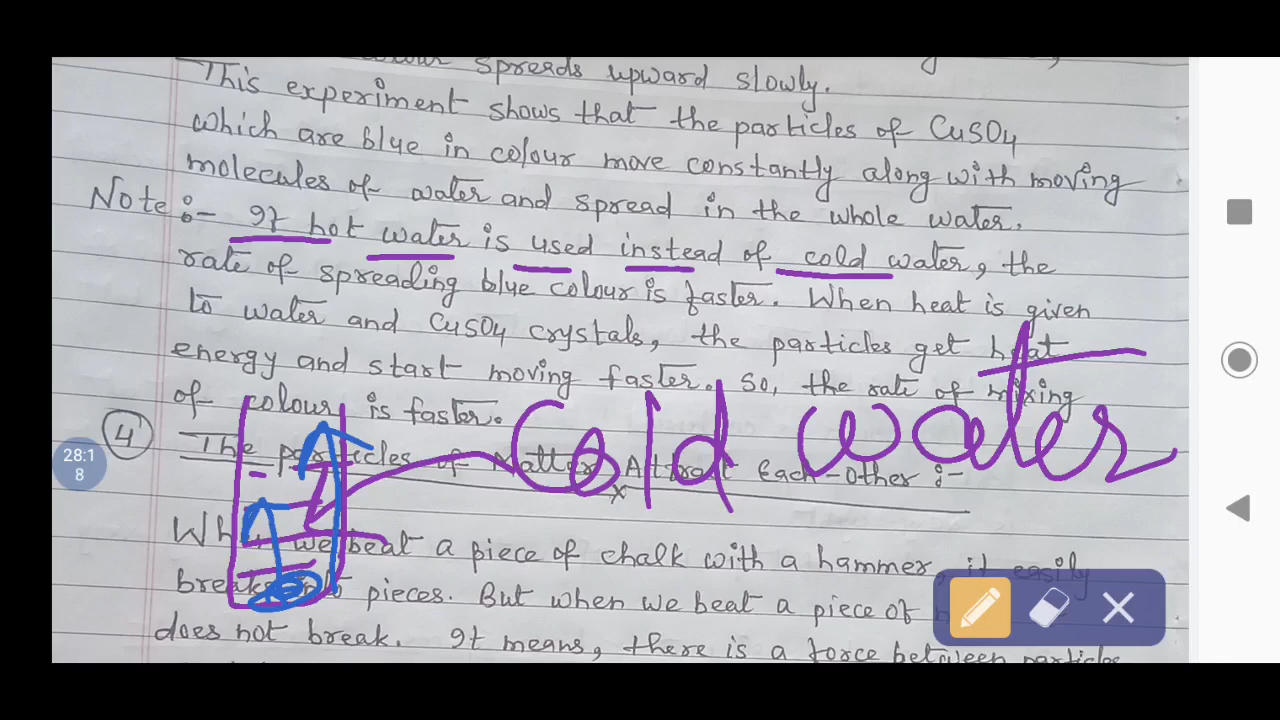 colour spreads upward slowly.
This experiment shows that the particles of CuSO4
which are blue in colour move constantly along with moving
molecules of water and spread in the whole water.
Note :- If hot water is used instead of cold water, the
rate of spreading blue colour is faster. When heat is given
to water and CuSO4 crystals, the particles get heat
energy and start moving faster. So, the rate of mixing
of colour is faster.
Cold water
4 The particles of Matter Attract Each-Other :-
When we beat a piece of chalk with a hammer, it easily
breaks into pieces. But when we beat a piece of
does not break. It means, there is a force between particles
28:1
8